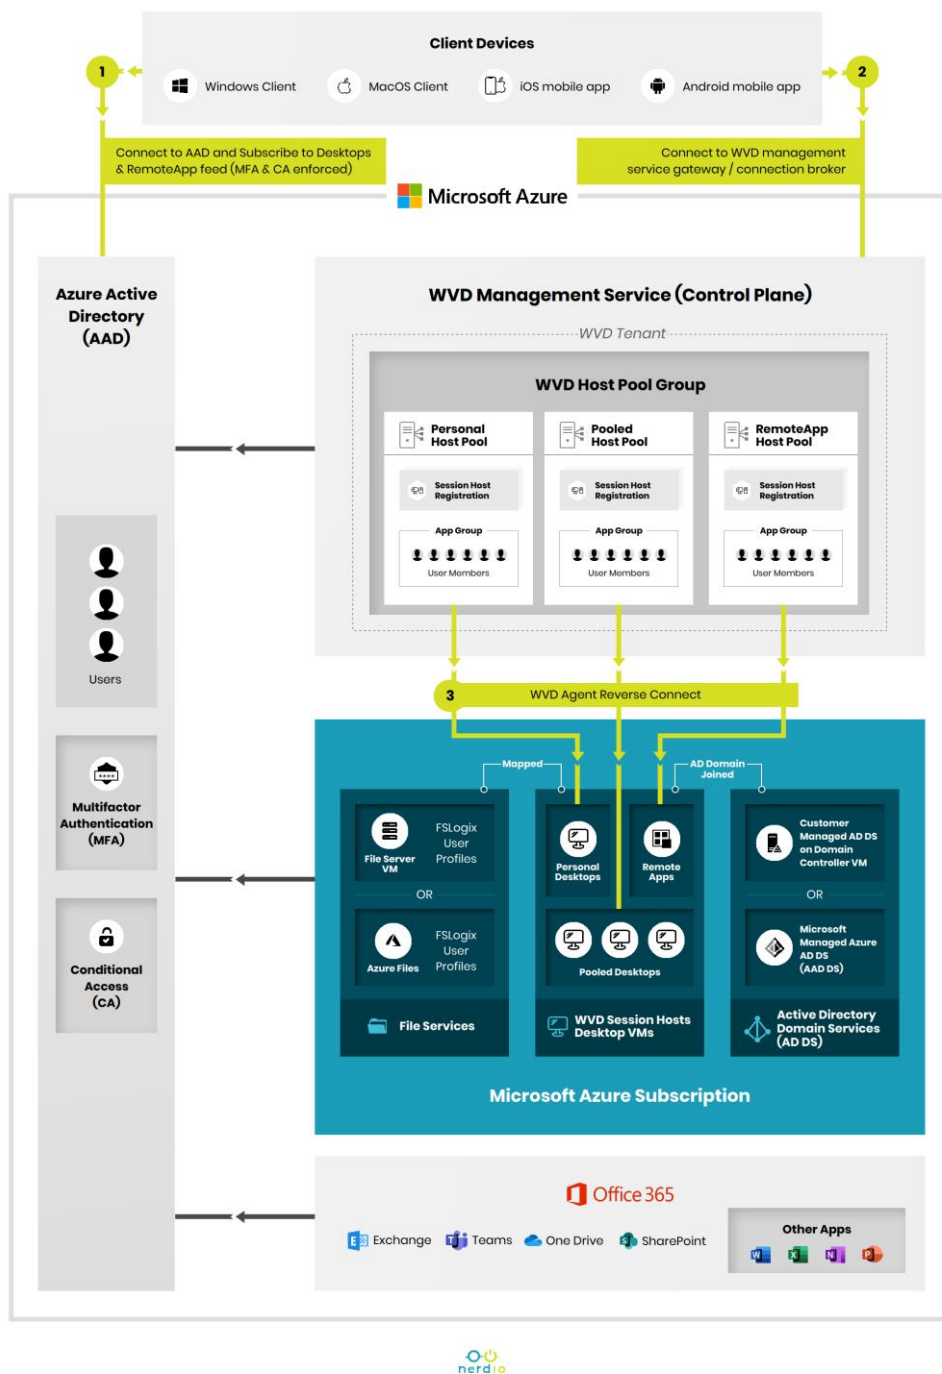 Client Devices
1
2
Windows Client
MacOS Client
iOS mobile app
Android mobile app
Connect to AAD and Subscribe to Desktops
& RemoteApp feed (MFA & CA enforced)
Connect to WVD management
service gateway / connection broker
Microsoft Azure
Azure Active
Directory
(AAD)
Users
Multifactor
Authentication
(MFA)
Conditional
Access
(CA)
WVD Management Service (Control Plane)
WVD Tenant
WVD Host Pool Group
Personal
Host Pool
Session Host
Registration
App Group
User Members
Pooled
Host Pool
Session Host
Registration
App Group
User Members
RemoteApp
Host Pool
Session Host
Registration
App Group
User Members
3
WVD Agent Reverse Connect
Mapped
AD Domain
Joined
File Server
VM
FSLogix
User
Profiles
OR
Azure Files
FSLogix
User
Profiles
File Services
Personal
Desktops
Remote
Apps
Pooled Desktops
WVD Session Hosts
Desktop VMs
Customer
Managed AD DS
on Domain
Controller VM
OR
Microsoft
Managed Azure
AD DS
(AAD DS)
Active Directory
Domain Services
(AD DS)
Microsoft Azure Subscription
Office 365
Exchange
Teams
One Drive
SharePoint
Other Apps
nerdio